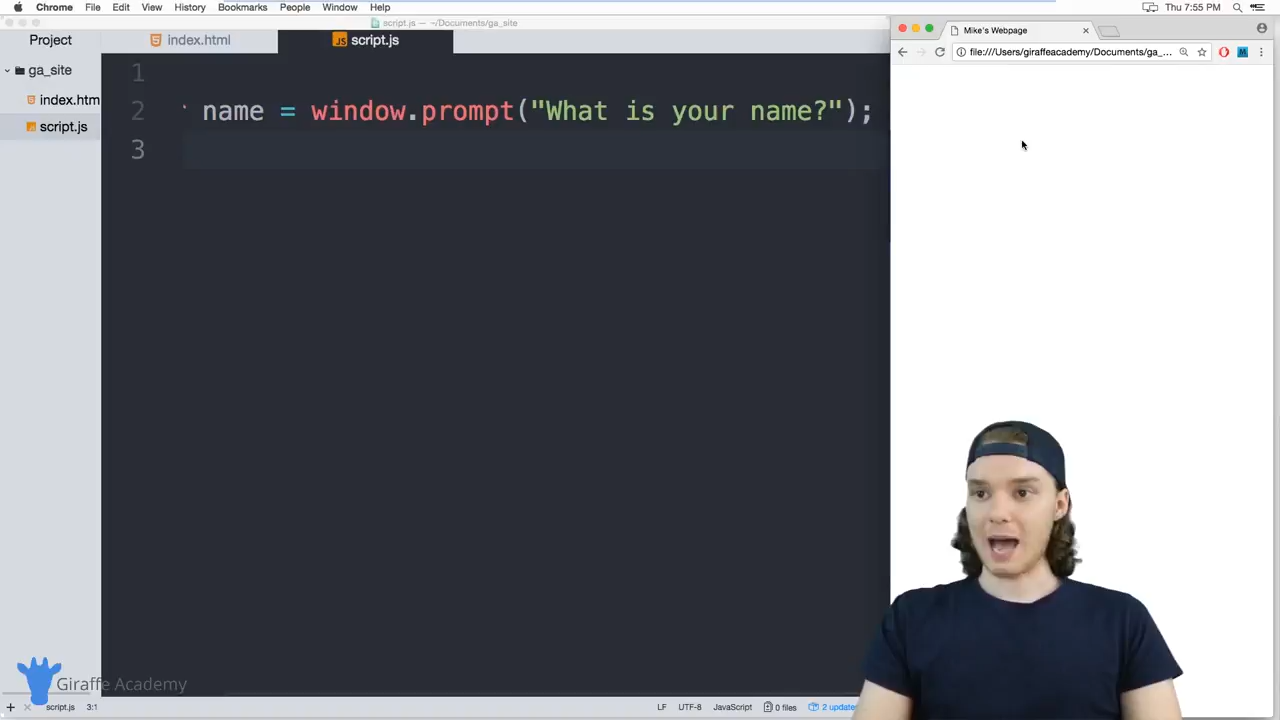 Chrome File Edit View History Bookmarks People Window Help Thu 7:55 PM
script.js — ~/Documents/ga_site
Mike's Webpage
Project index.html script.js
file:///Users/giraffeacademy/Documents/ga_...
ga_site
index.htm
script.js
1
2 name = window.prompt("What is your name?");
3
Giraffe Academy
script.js 3:1 LF UTF-8 JavaScript 0 files 2 update